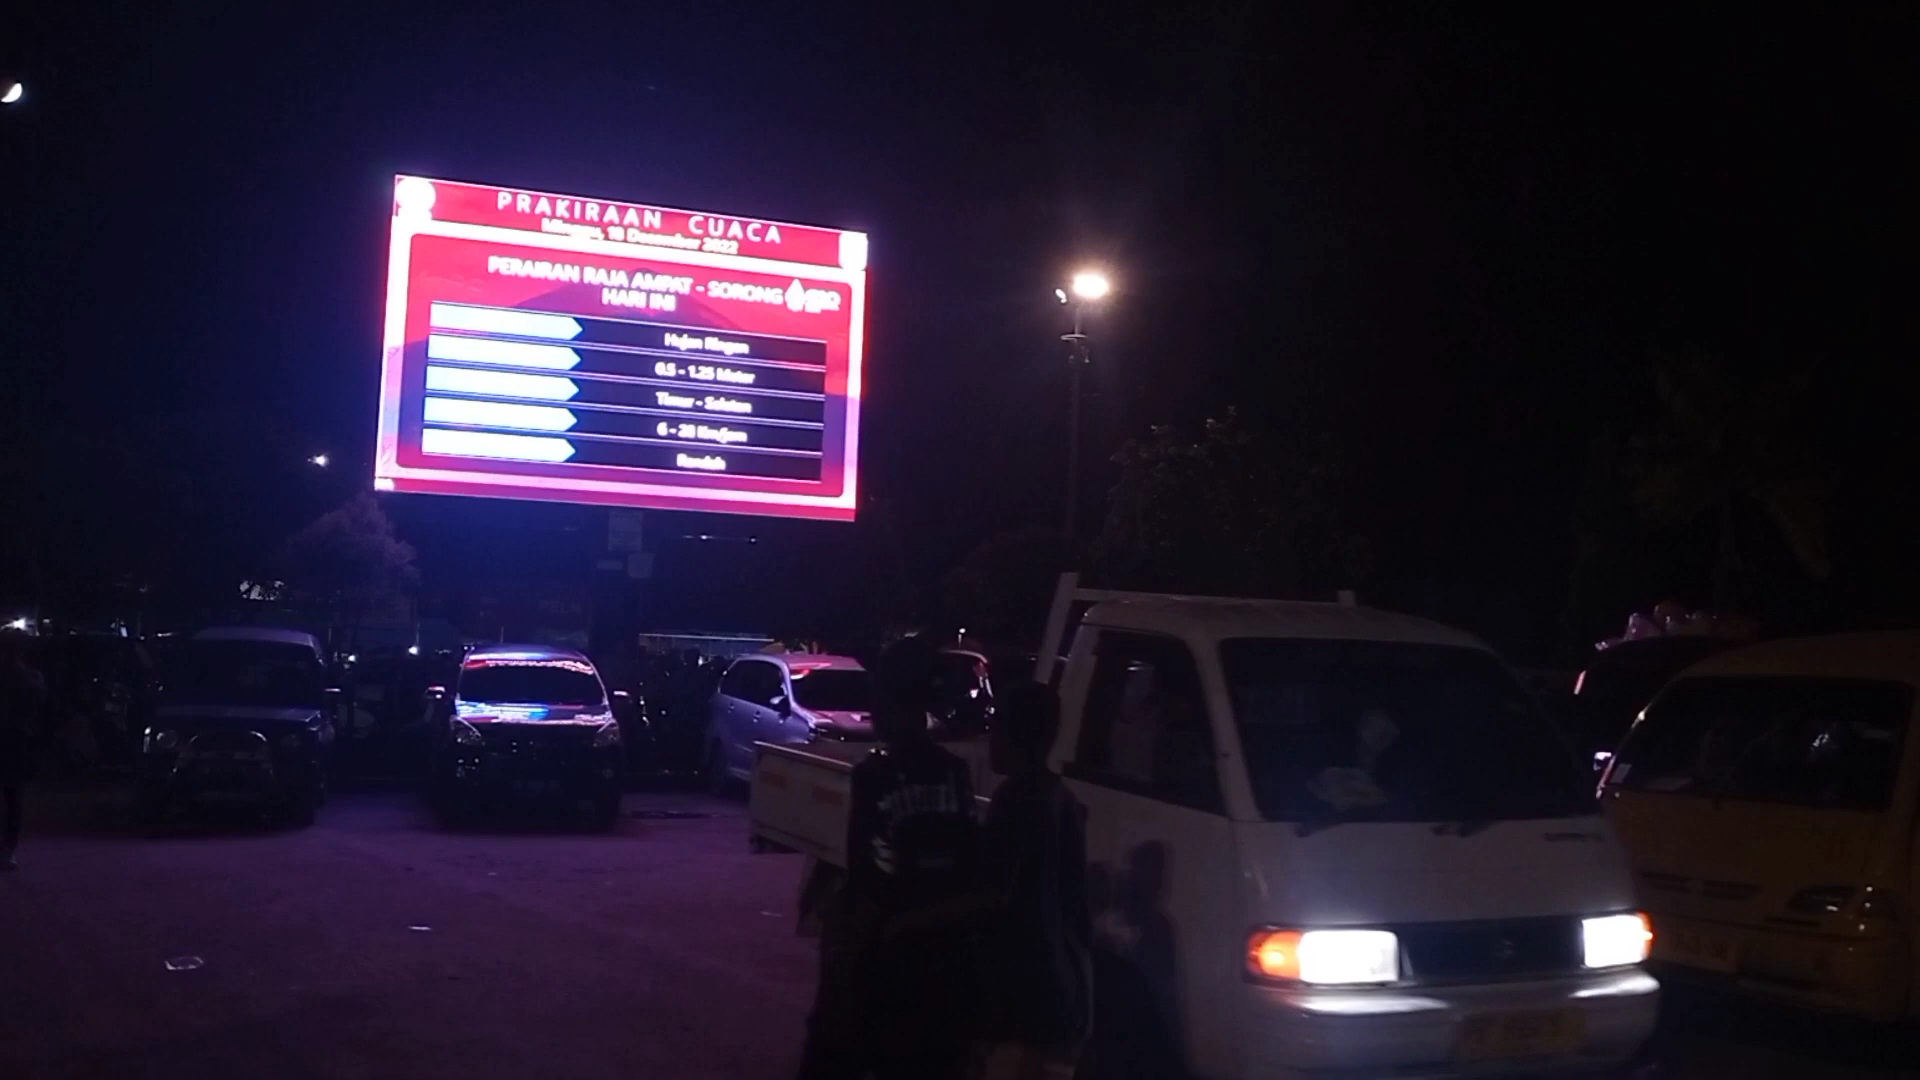 PRAKIRAAN CUACA
Minggu, 18 Desember 2022
PERAIRAN RAJA AMPAT - SORONG
HARI INI
Hujan Ringan
0.5 - 1.25 Meter
Timur - Selatan
6 - Km/jam
Rendah